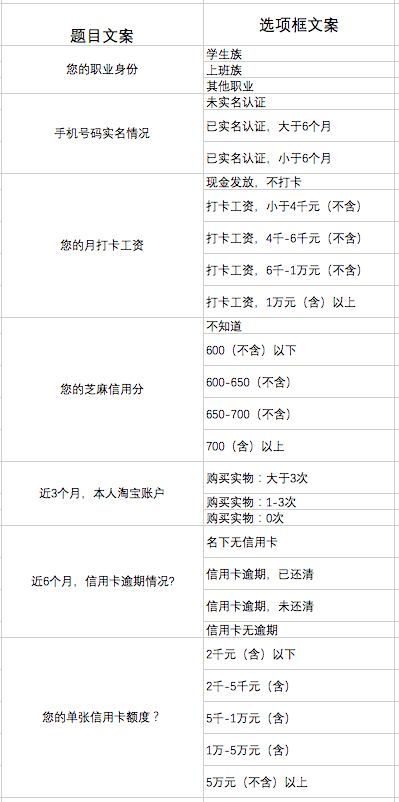 题目文案
选项框文案
您的职业身份
学生族
上班族
其他职业
手机号码实名情况
未实名认证
已实名认证，大于6个月
已实名认证，小于6个月
您的月打卡工资
现金发放，不打卡
打卡工资，小于4千元（不含）
打卡工资，4千-6千元（不含）
打卡工资，6千-1万元（不含）
打卡工资，1万元（含）以上
您的芝麻信用分
不知道
600（不含）以下
600-650（不含）
650-700（不含）
700（含）以上
近3个月，本人淘宝账户
购买实物：大于3次
购买实物：1-3次
购买实物：0次
近6个月，信用卡逾期情况?
名下无信用卡
信用卡逾期，已还清
信用卡逾期，未还清
信用卡无逾期
您的单张信用卡额度？
2千元（含）以下
2千-5千元（含）
5千-1万元（含）
1万-5万元（含）
5万元（不含）以上